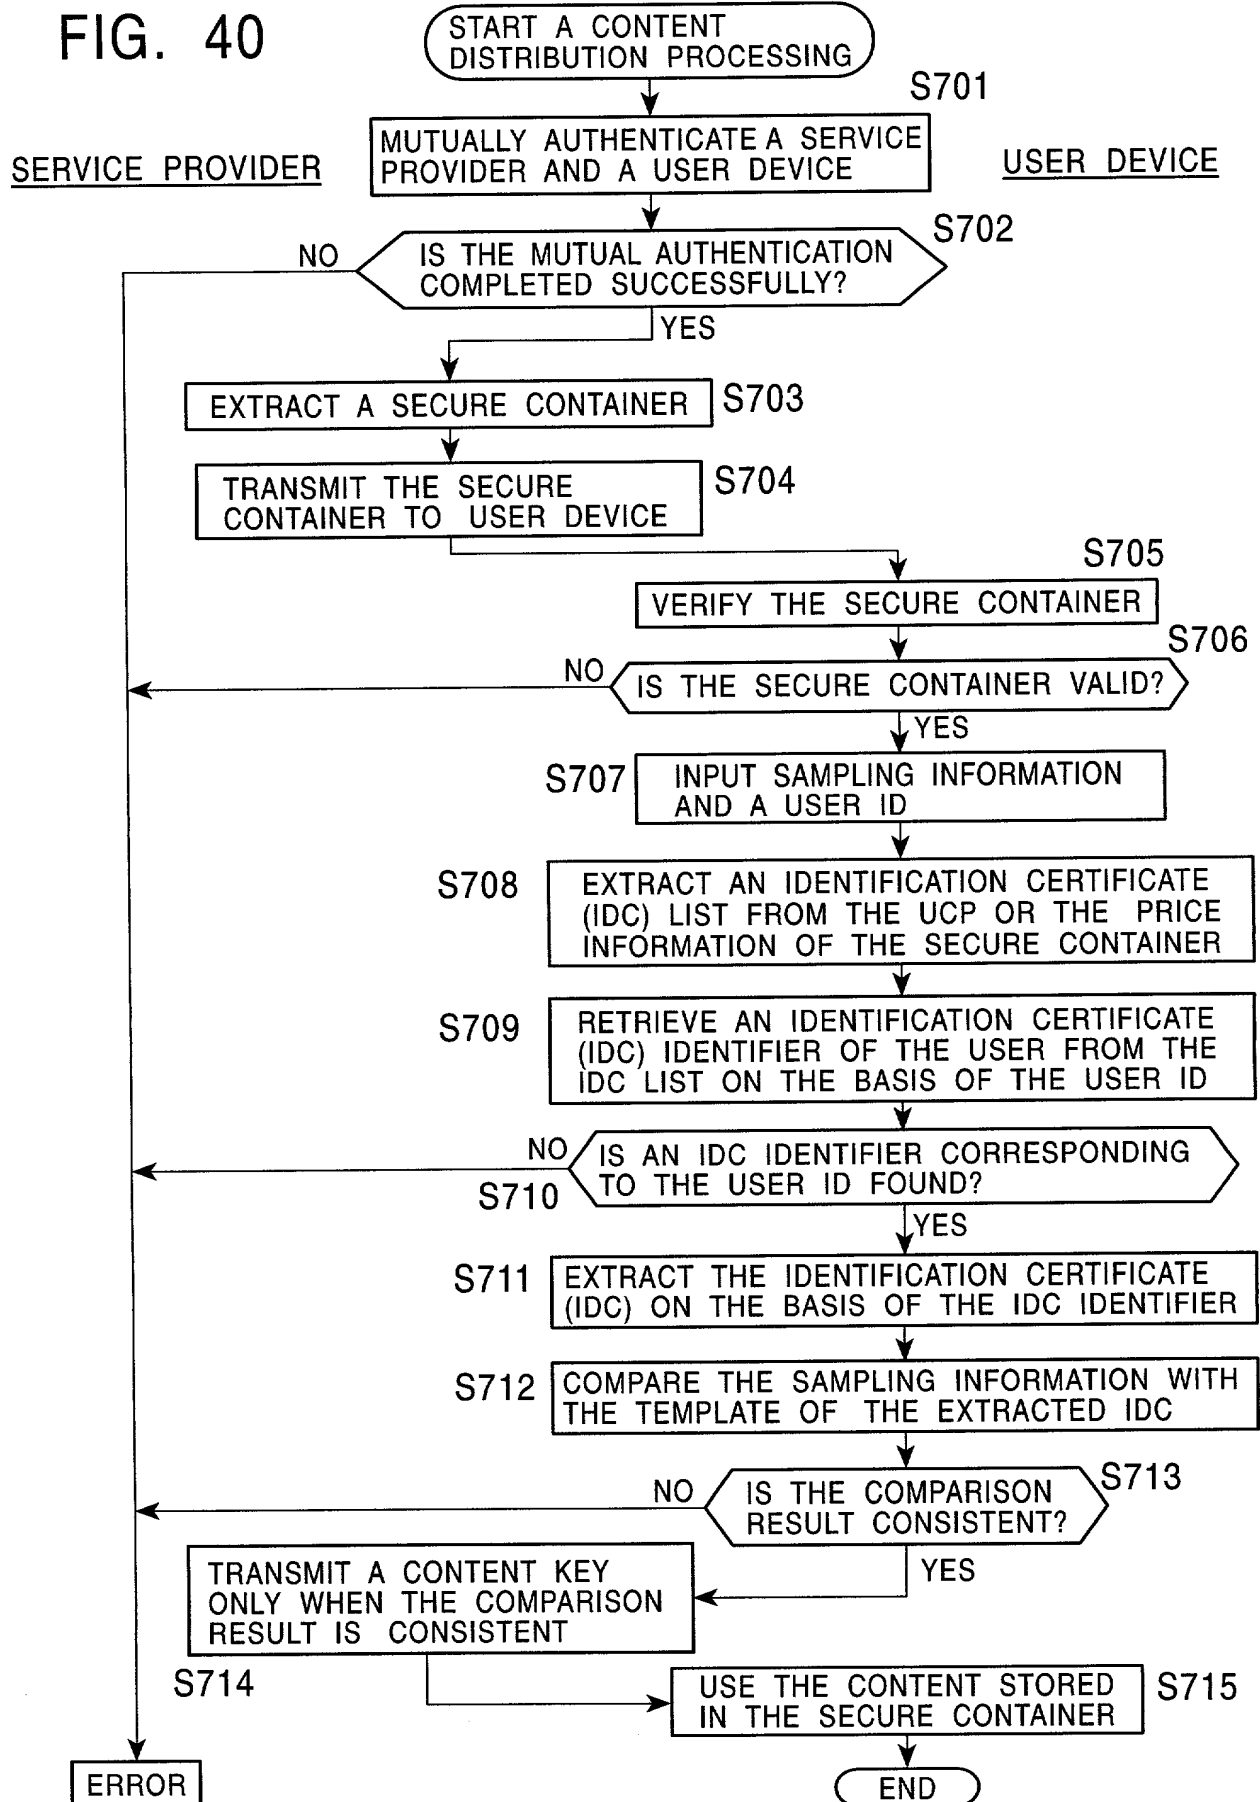 FIG. 40
START A CONTENT
DISTRIBUTION PROCESSING
S701
MUTUALLY AUTHENTICATE A SERVICE
PROVIDER AND A USER DEVICE
SERVICE PROVIDER
USER DEVICE
S702
NO
IS THE MUTUAL AUTHENTICATION
COMPLETED SUCCESSFULLY?
YES
EXTRACT A SECURE CONTAINER
S703
TRANSMIT THE SECURE
CONTAINER TO USER DEVICE
S704
S705
VERIFY THE SECURE CONTAINER
S706
NO
IS THE SECURE CONTAINER VALID?
YES
S707
INPUT SAMPLING INFORMATION
AND A USER ID
S708
EXTRACT AN IDENTIFICATION CERTIFICATE
(IDC) LIST FROM THE UCP OR THE PRICE
INFORMATION OF THE SECURE CONTAINER
S709
RETRIEVE AN IDENTIFICATION CERTIFICATE
(IDC) IDENTIFIER OF THE USER FROM THE
IDC LIST ON THE BASIS OF THE USER ID
NO
IS AN IDC IDENTIFIER CORRESPONDING
TO THE USER ID FOUND?
S710
YES
S711
EXTRACT THE IDENTIFICATION CERTIFICATE
(IDC) ON THE BASIS OF THE IDC IDENTIFIER
S712
COMPARE THE SAMPLING INFORMATION WITH
THE TEMPLATE OF THE EXTRACTED IDC
S713
NO
IS THE COMPARISON
RESULT CONSISTENT?
YES
TRANSMIT A CONTENT KEY
ONLY WHEN THE COMPARISON
RESULT IS CONSISTENT
S714
USE THE CONTENT STORED
IN THE SECURE CONTAINER
S715
ERROR
END